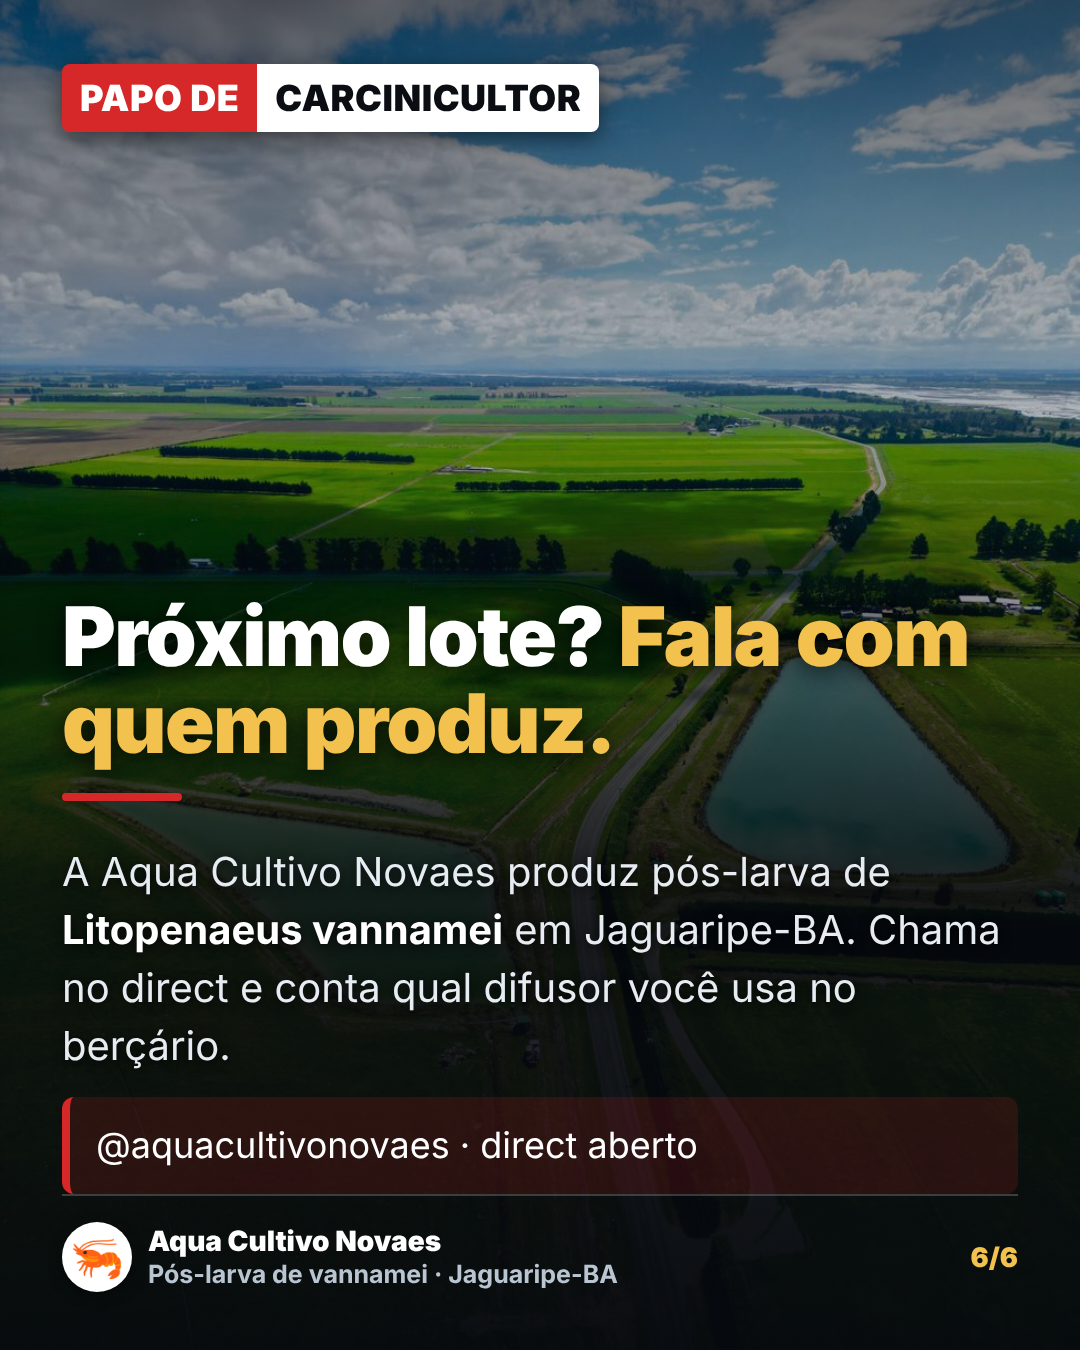 PAPO DE CARCINICULTOR
Próximo lote? Fala com
quem produz.
A Aqua Cultivo Novaes produz pós-larva de
Litopenaeus vannamei em Jaguaripe-BA. Chama
no direct e conta qual difusor você usa no
berçário.
@aquacultivonovaes · direct aberto
Aqua Cultivo Novaes
Pós-larva de vannamei · Jaguaripe-BA
6/6